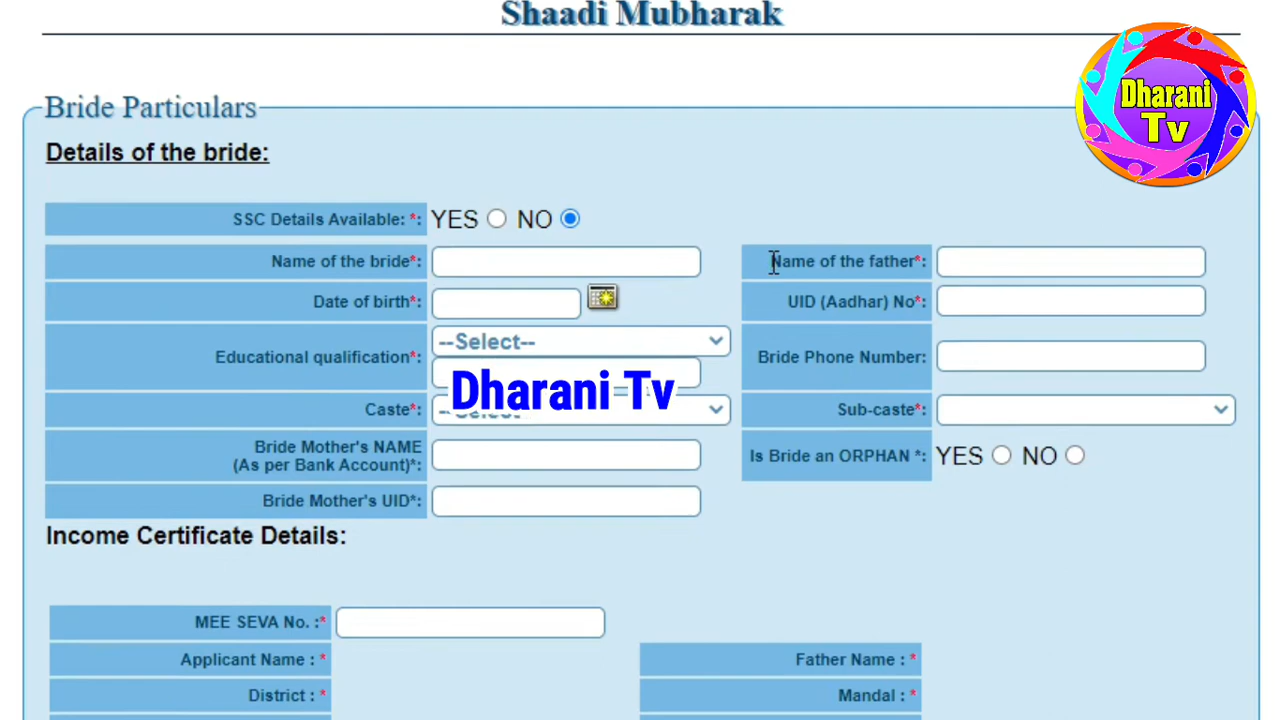 Shaadi Mubharak
Dharani
Tv
Bride Particulars
Details of the bride:
SSC Details Available: *: YES NO
Name of the bride*: Name of the father*:
Date of birth*: UID (Aadhar) No*:
Educational qualification*: --Select-- Bride Phone Number:
Dharani Tv
Caste*: Sub-caste*:
Bride Mother's NAME
(As per Bank Account)*: Is Bride an ORPHAN *: YES NO
Bride Mother's UID*:
Income Certificate Details:
MEE SEVA No. :*
Applicant Name : * Father Name : *
District : * Mandal : *